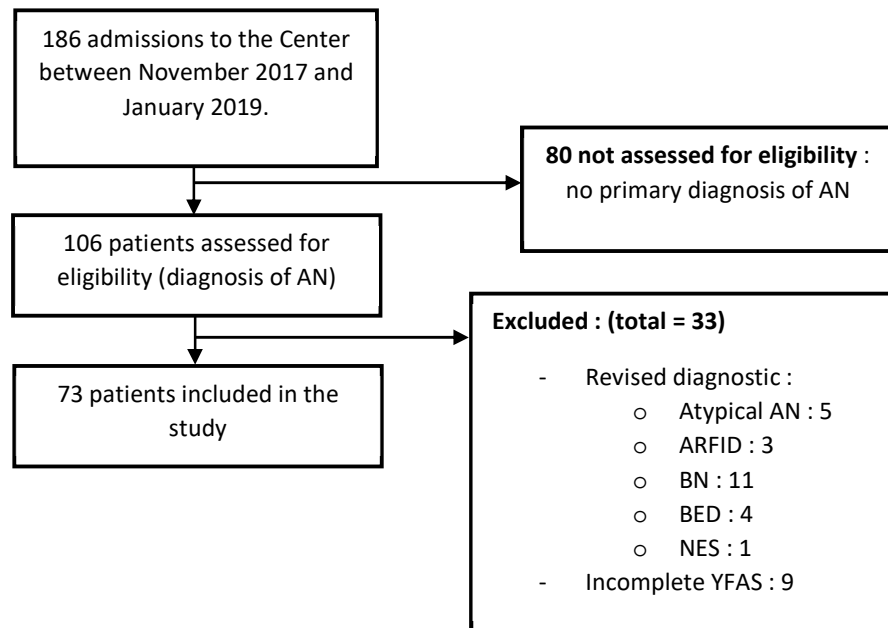 186 admissions to the Center
between November 2017 and
January 2019.
80 not assessed for eligibility :
no primary diagnosis of AN
106 patients assessed for
eligibility (diagnosis of AN)
Excluded : (total = 33)
- Revised diagnostic :
o Atypical AN : 5
o ARFID : 3
o BN : 11
o BED : 4
o NES : 1
- Incomplete YFAS : 9
73 patients included in the
study